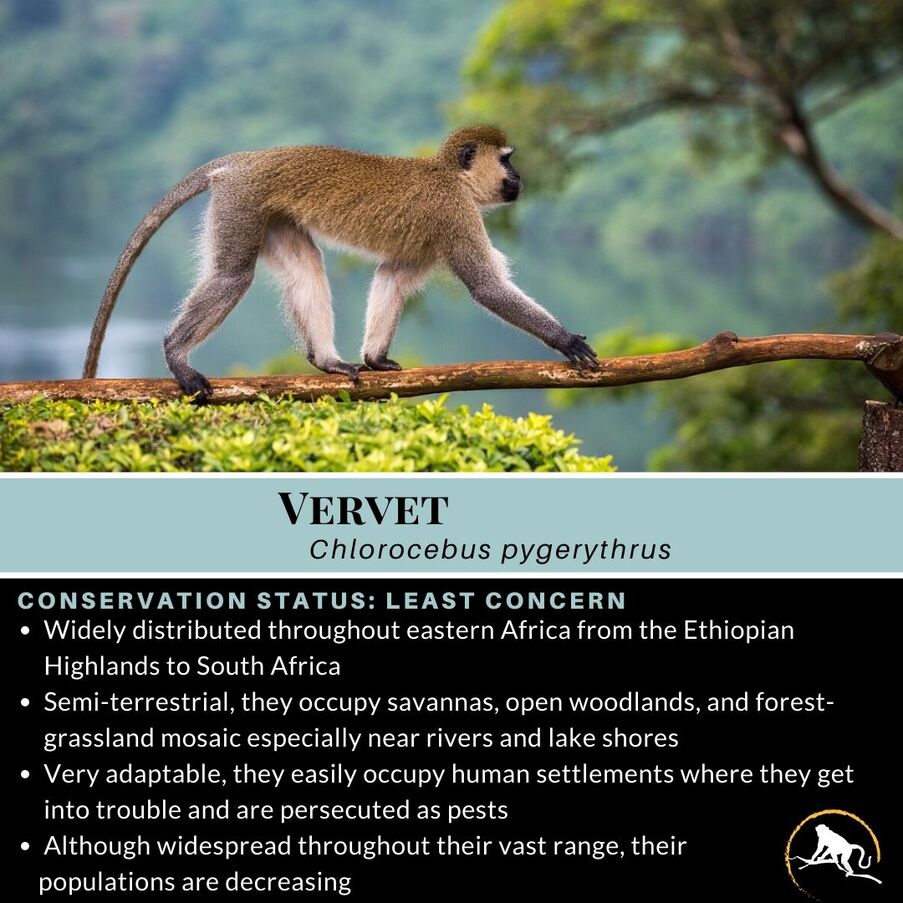 VERVET
Chlorocebus pygerythrus
CONSERVATION STATUS: LEAST CONCERN
• Widely distributed throughout eastern Africa from the Ethiopian
Highlands to South Africa
• Semi-terrestrial, they occupy savannas, open woodlands, and forest-
grassland mosaic especially near rivers and lake shores
• Very adaptable, they easily occupy human settlements where they get
into trouble and are persecuted as pests
• Although widespread throughout their vast range, their
populations are decreasing